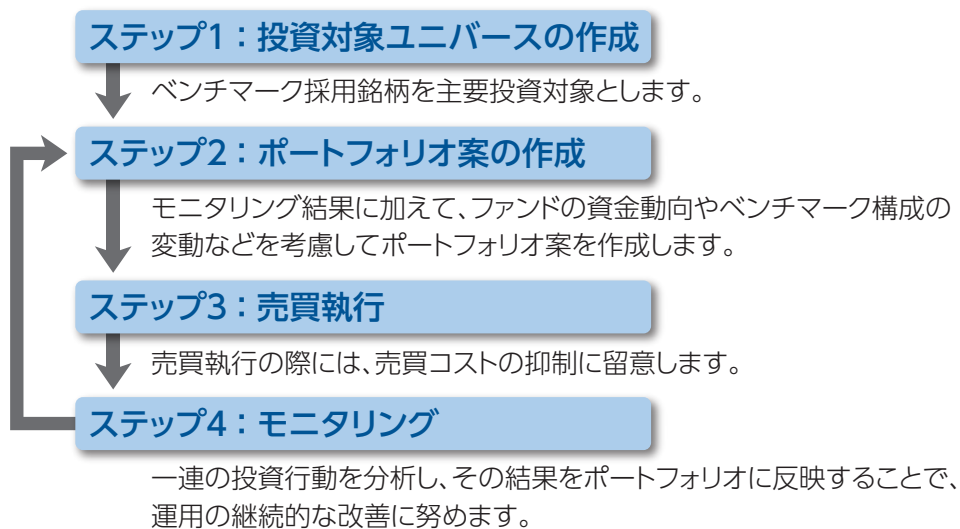 ステップ1：投資対象ユニバースの作成
ベンチマーク採用銘柄を主要投資対象とします。
ステップ2：ポートフォリオ案の作成
モニタリング結果に加えて、ファンドの資金動向やベンチマーク構成の
変動などを考慮してポートフォリオ案を作成します。
ステップ3：売買執行
売買執行の際には、売買コストの抑制に留意します。
ステップ4：モニタリング
一連の投資行動を分析し、その結果をポートフォリオに反映することで、
運用の継続的な改善に努めます。